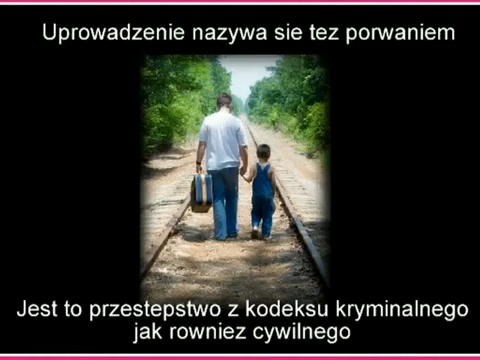 Uprowadzenie nazywa sie tez porwaniem
Jest to przestepstwo z kodeksu kryminalnego
jak rowniez cywilnego